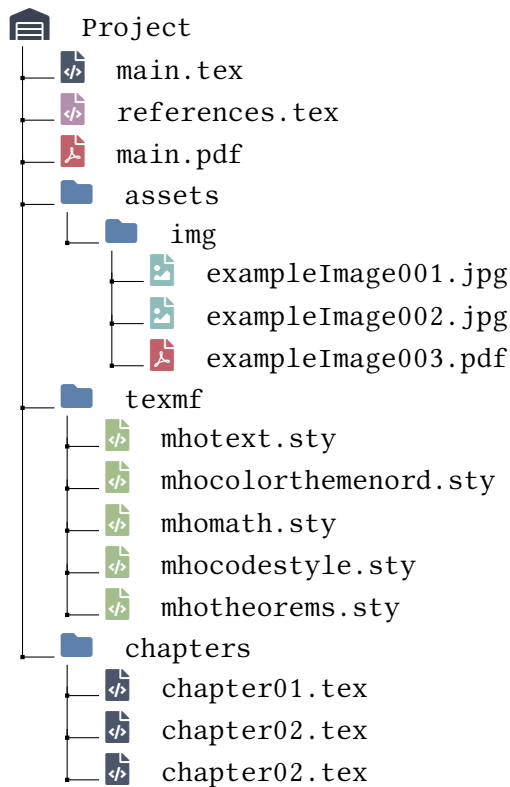 Project
main.tex
references.tex
main.pdf
assets
img
exampleImage001.jpg
exampleImage002.jpg
exampleImage003.pdf
texmf
mhotext.sty
mhocolorthemenord.sty
mhomath.sty
mhocodestyle.sty
mhotheorems.sty
chapters
chapter01.tex
chapter02.tex
chapter02.tex